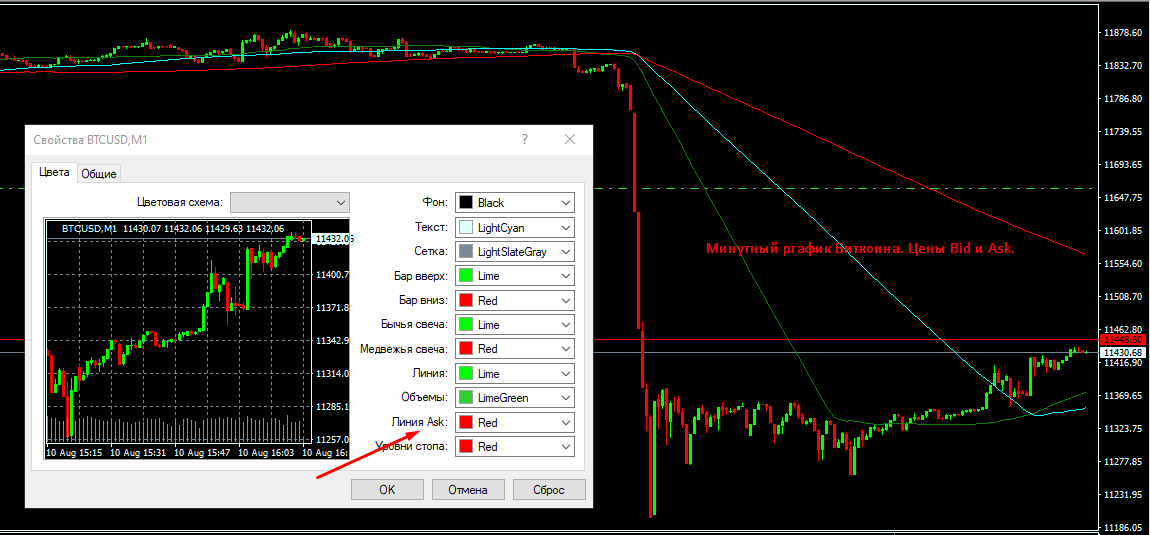 11878.60
11832.70
11786.80
11739.55
11693.65
11647.75
11601.85
11554.60
11508.70
11462.80
11448.60
11430.68
11416.90
11369.65
11323.75
11277.85
11231.95
11186.05
Минутный ргафик Биткоина. Цены Bid и Ask.
Свойства BTCUSD,M1
?
Цвета
Общие
Цветовая схема:
BTCUSD,M1 11430.07 11432.06 11429.63 11432.06
11432.05
11400.7
11371.8
11342.9
11314.0
11285.1
11257.0
10 Aug 15:15 10 Aug 15:31 10 Aug 15:47 10 Aug 16:03 10 Aug 16:
Фон: Black
Текст: LightCyan
Сетка: LightSlateGray
Бар вверх: Lime
Бар вниз: Red
Бычья свеча: Lime
Медвежья свеча: Red
Линия: Lime
Объемы: LimeGreen
Линия Ask: Red
Уровни стопа: Red
OK
Отмена
Сброс